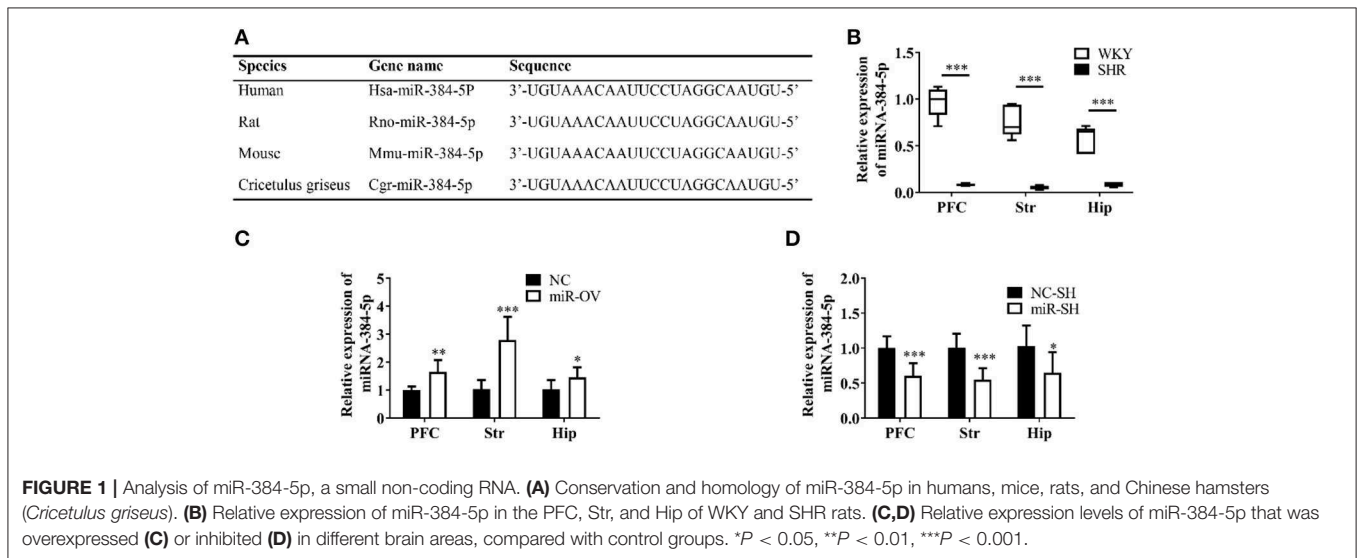 A
Species Gene name Sequence
Human Hsa-miR-384-5P 3'-UGUAAACAAUUCCUAGGCAAUGU-5'
Rat Rno-miR-384-5p 3'-UGUAAACAAUUCCUAGGCAAUGU-5'
Mouse Mmu-miR-384-5p 3'-UGUAAACAAUUCCUAGGCAAUGU-5'
Cricetulus griseus Cgr-miR-384-5p 3'-UGUAAACAAUUCCUAGGCAAUGU-5'
B
Relative expression
of miRNA-384-5p
1.5
1.0
0.5
0.0
WKY
SHR
*** *** ***
PFC Str Hip
C
Relative expression of
miRNA-384-5p
5
4
3
2
1
0
NC
miR-OV
** *** *
PFC Str Hip
D
Relative expression of
miRNA-384-5p
2.0
1.5
1.0
0.5
0.0
NC-SH
miR-SH
*** *** *
PFC Str Hip
FIGURE 1 | Analysis of miR-384-5p, a small non-coding RNA. (A) Conservation and homology of miR-384-5p in humans, mice, rats, and Chinese hamsters
(Cricetulus griseus). (B) Relative expression of miR-384-5p in the PFC, Str, and Hip of WKY and SHR rats. (C,D) Relative expression levels of miR-384-5p that was
overexpressed (C) or inhibited (D) in different brain areas, compared with control groups. *P < 0.05, **P < 0.01, ***P < 0.001.